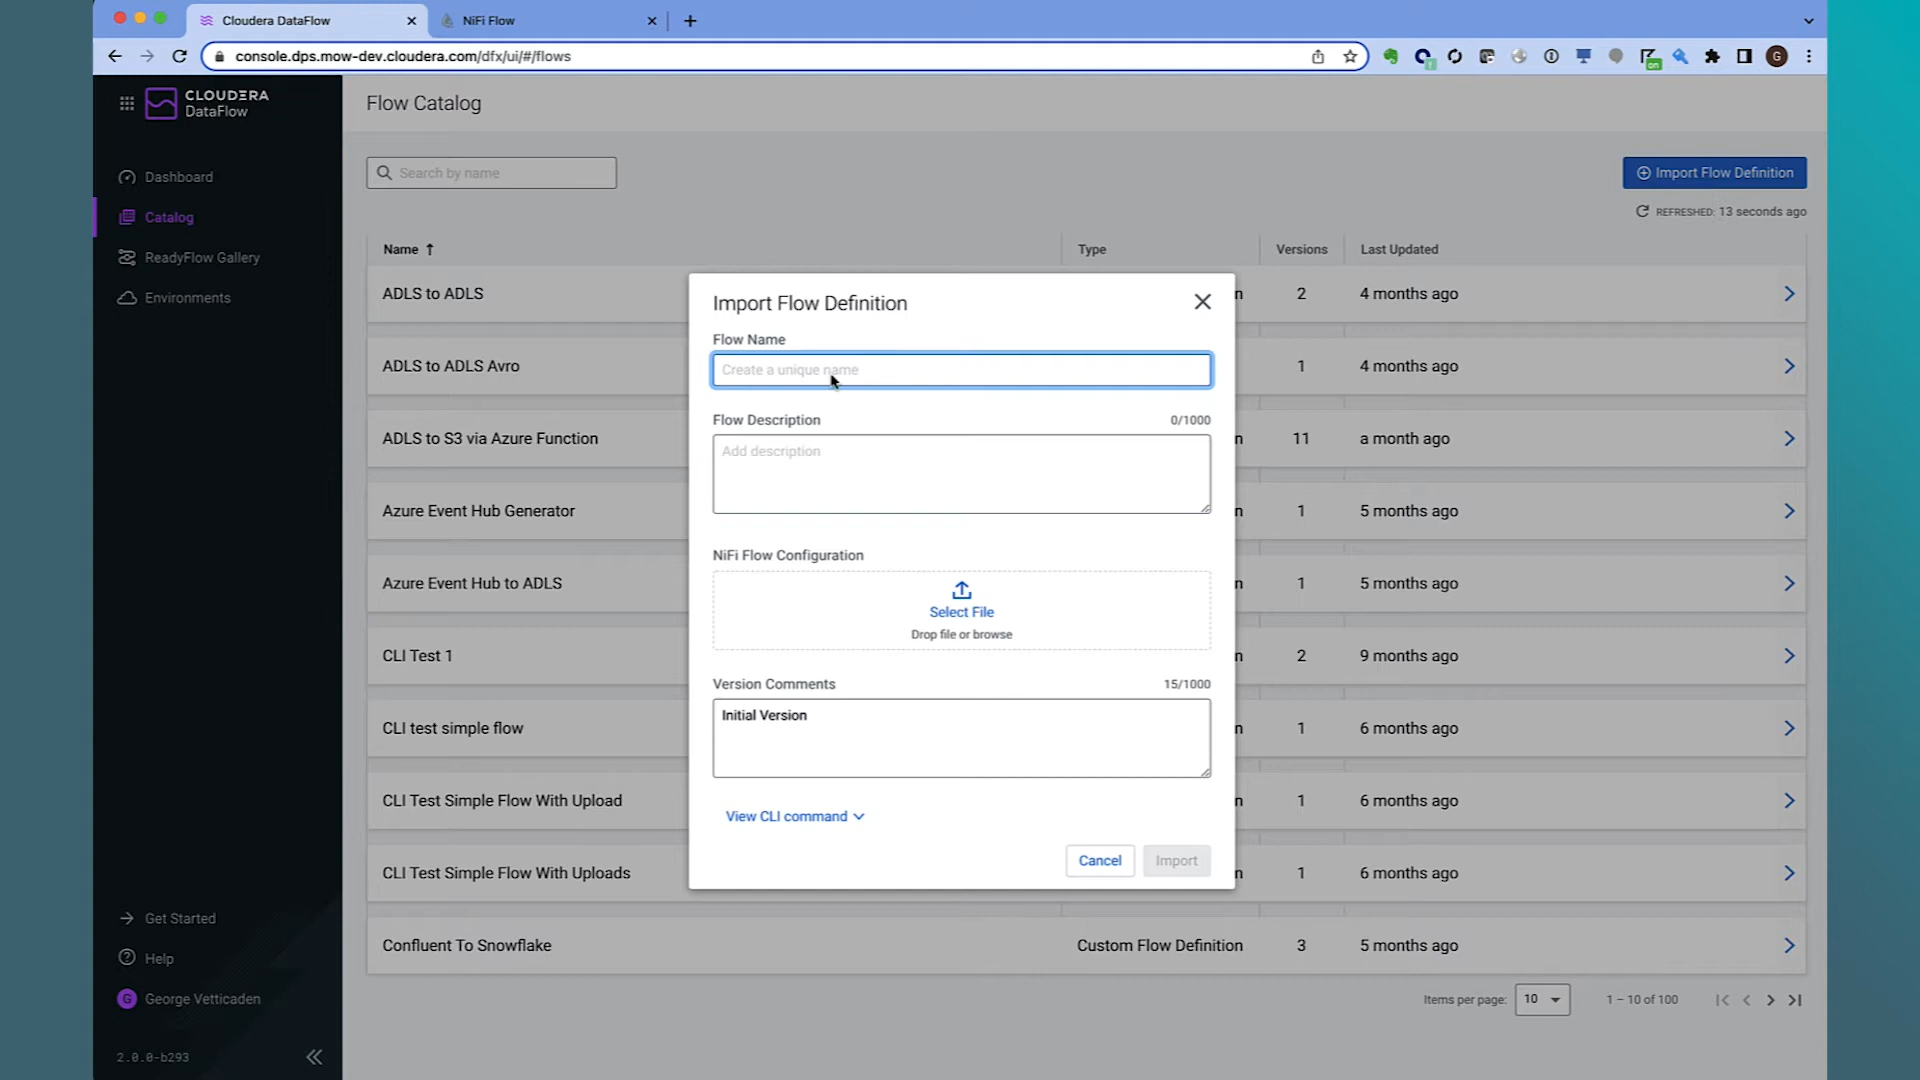 Cloudera DataFlow
NiFi Flow
console.dps.mow-dev.cloudera.com/dfx/ui/#/flows
on
G
CLOUDERA
DataFlow
Flow Catalog
Dashboard
Catalog
ReadyFlow Gallery
Environments
Search by name
Import Flow Definition
REFRESHED: 13 seconds ago
Name Type Versions Last Updated
ADLS to ADLS n 2 4 months ago
ADLS to ADLS Avro 1 4 months ago
ADLS to S3 via Azure Function n 11 a month ago
Azure Event Hub Generator n 1 5 months ago
Azure Event Hub to ADLS n 1 5 months ago
CLI Test 1 n 2 9 months ago
CLI test simple flow n 1 6 months ago
CLI Test Simple Flow With Upload n 1 6 months ago
CLI Test Simple Flow With Uploads n 1 6 months ago
Confluent To Snowflake Custom Flow Definition 3 5 months ago
Items per page: 10 1 – 10 of 100
Import Flow Definition
Flow Name
Create a unique name
Flow Description 0/1000
Add description
NiFi Flow Configuration
Select File
Drop file or browse
Version Comments 15/1000
Initial Version
View CLI command
Cancel Import
Get Started
Help
G George Vetticaden
2.0.0-b293